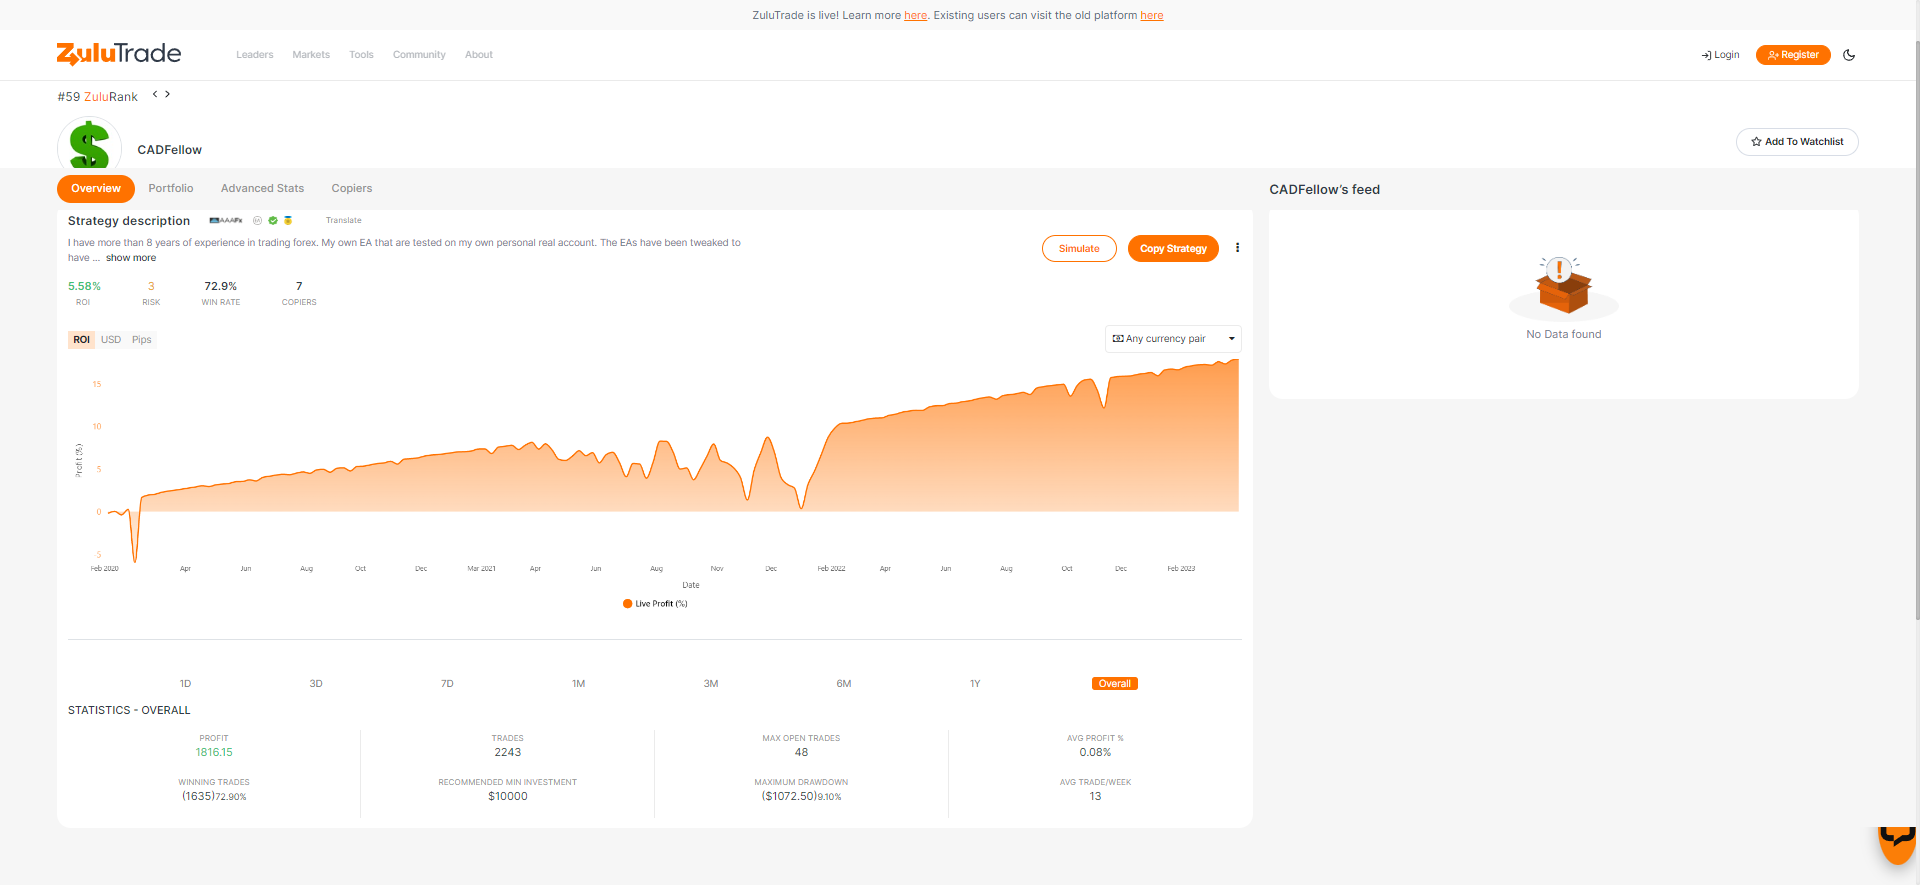 ZuluTrade is live! Learn more here. Existing users can visit the old platform here
ZuluTrade
Leaders Markets Tools Community About
Login
Register
#59 ZuluRank
CADFellow
Add To Watchlist
Overview Portfolio Advanced Stats Copiers
CADFellow's feed
Strategy description AAAFx Translate
I have more than 8 years of experience in trading forex. My own EA that are tested on my own personal real account. The EAs have been tweaked to
have ... show more
Simulate Copy Strategy
5.58% 3 72.9% 7
ROI RISK WIN RATE COPIERS
No Data found
ROI USD Pips
Any currency pair
15
10
5
0
-5
Profit (%)
Feb 2020 Apr Jun Aug Oct Dec Mar 2021 Apr Jun Aug Nov Dec Feb 2022 Apr Jun Aug Oct Dec Feb 2023
Date
Live Profit (%)
1D 3D 7D 1M 3M 6M 1Y Overall
STATISTICS - OVERALL
PROFIT TRADES MAX OPEN TRADES AVG PROFIT %
1816.15 2243 48 0.08%
WINNING TRADES RECOMMENDED MIN INVESTMENT MAXIMUM DRAWDOWN AVG TRADE/WEEK
(1635)72.90% $10000 ($1072.50)9.10% 13